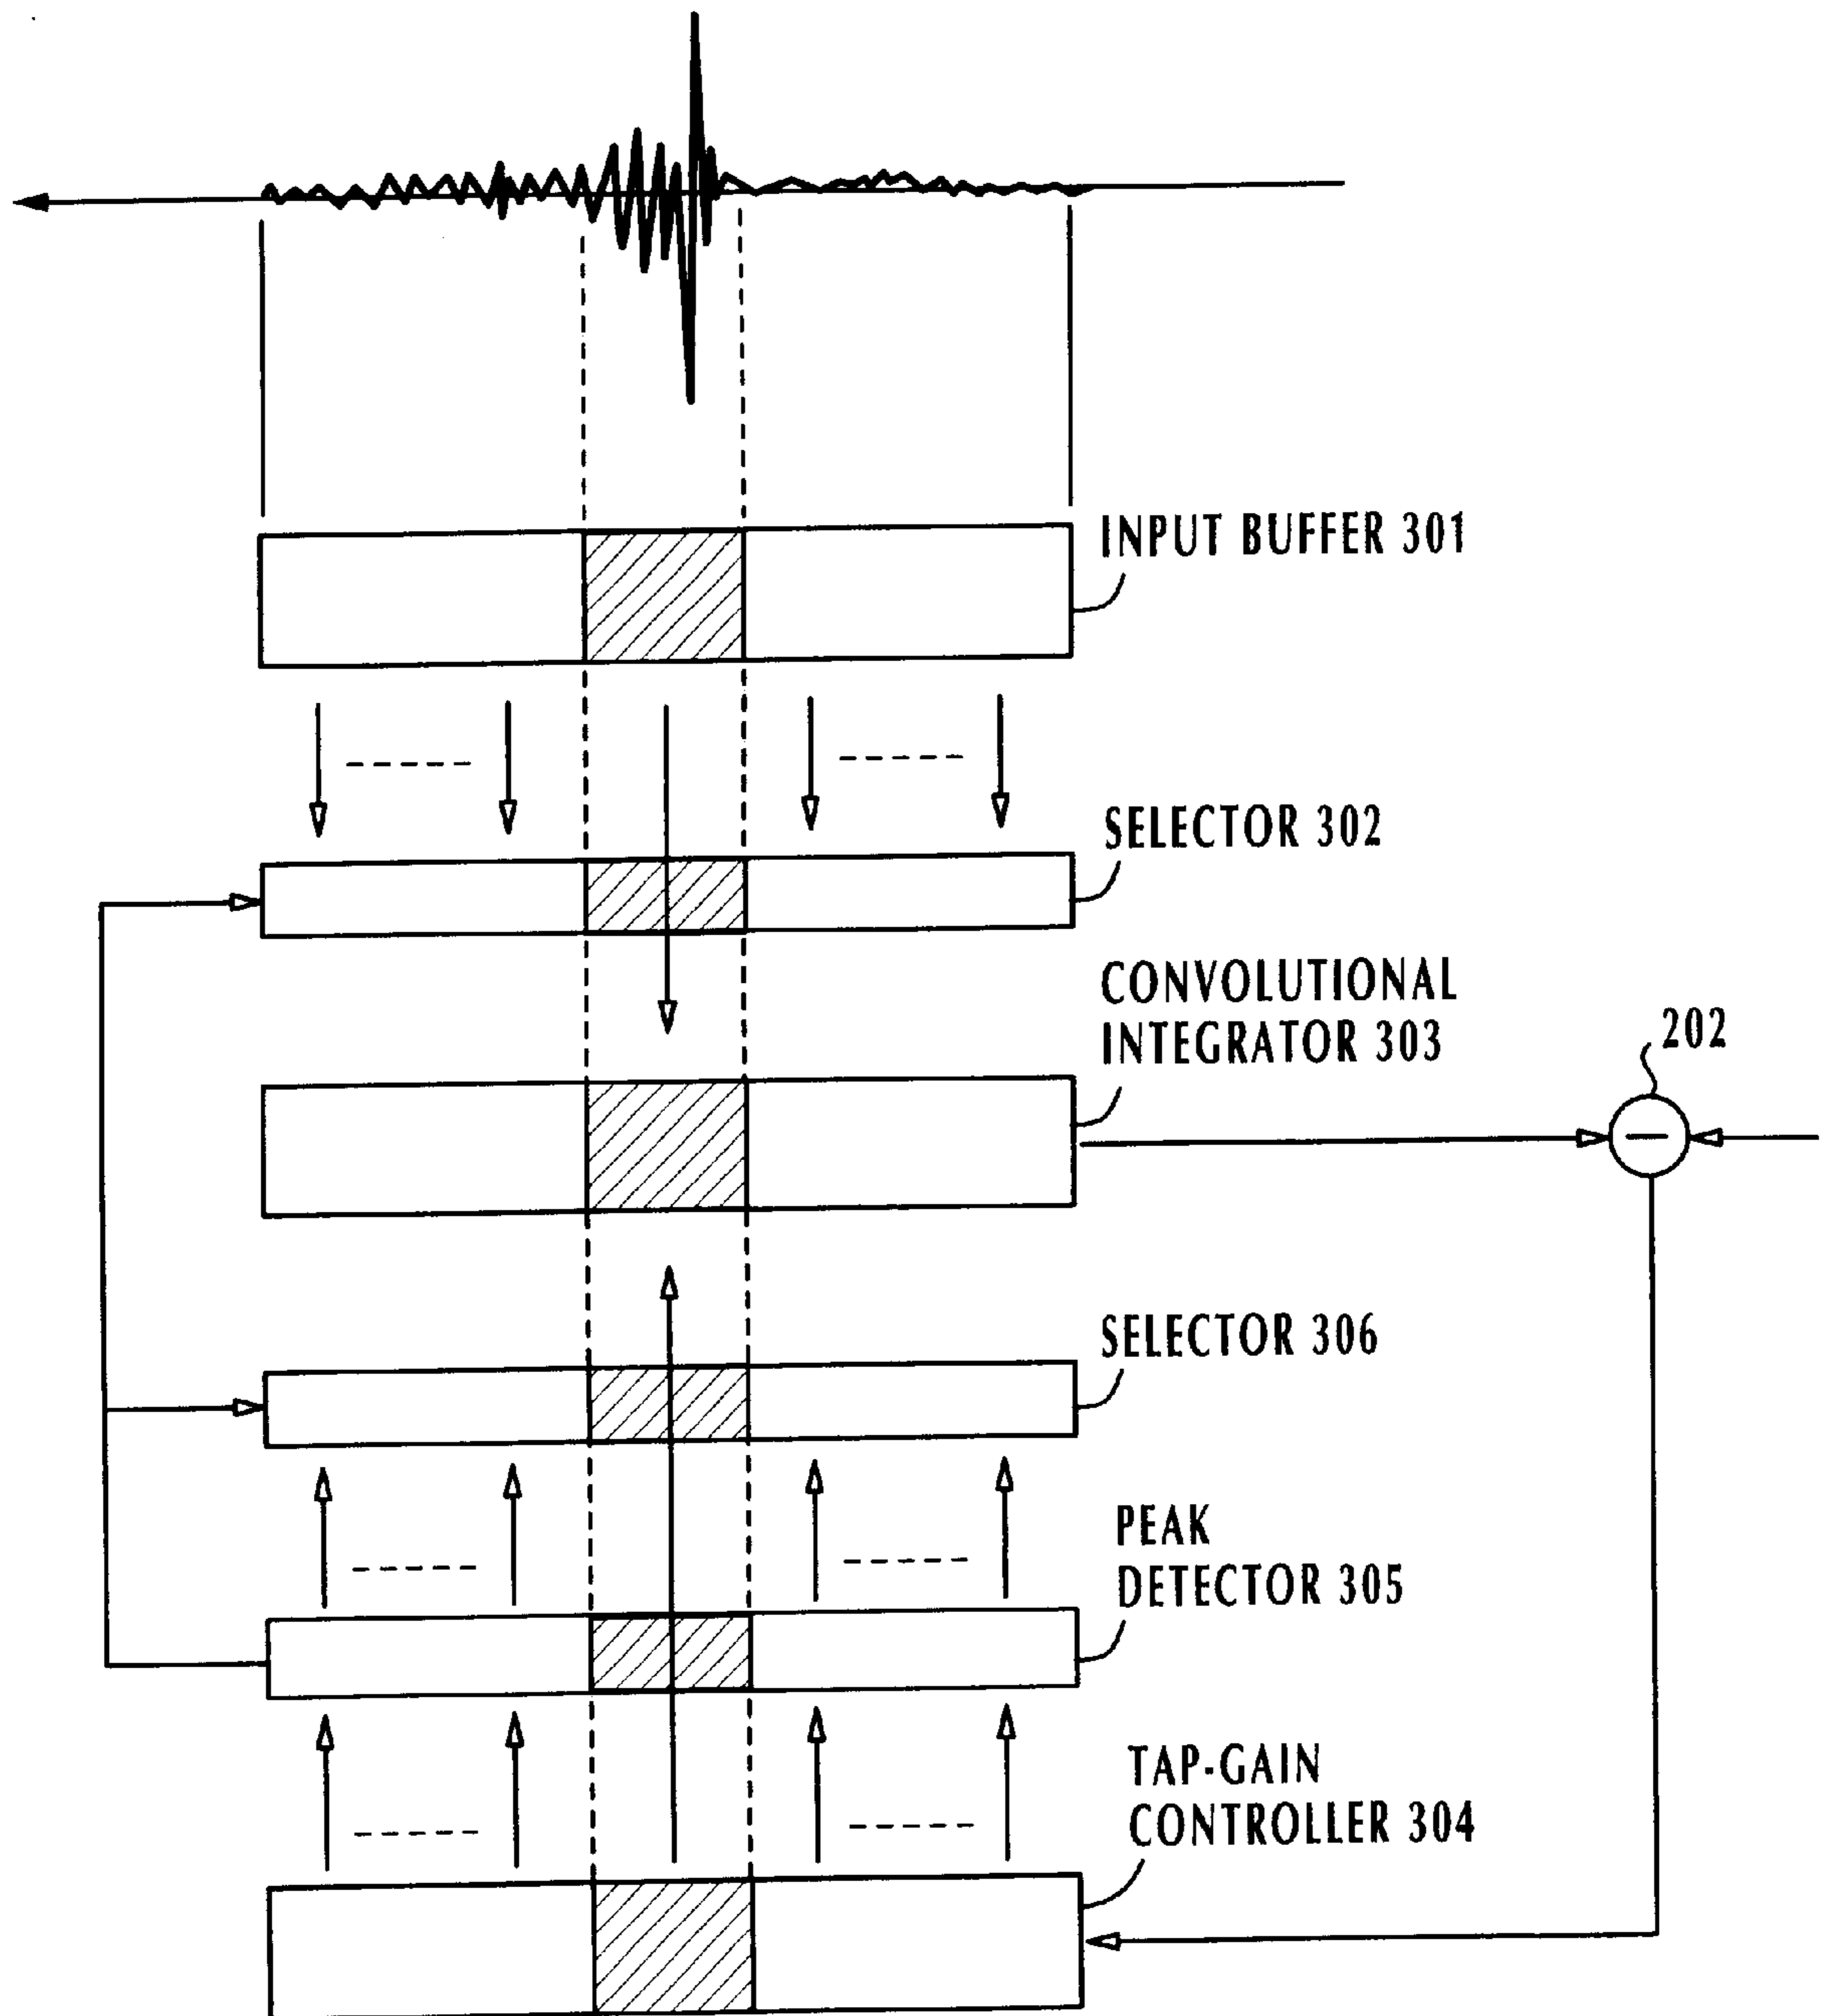 INPUT BUFFER 301
SELECTOR 302
CONVOLUTIONAL
INTEGRATOR 303
202
SELECTOR 306
PEAK
DETECTOR 305
TAP-GAIN
CONTROLLER 304